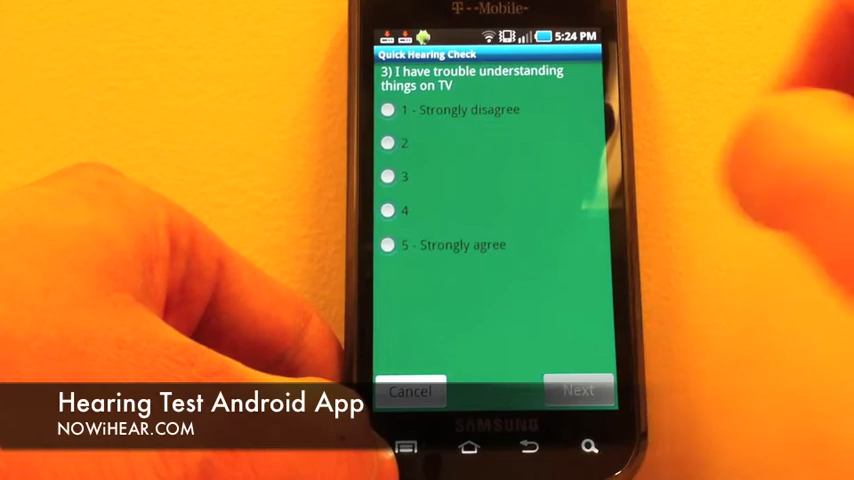 T-Mobile-
5:24 PM
Quick Hearing Check
3) I have trouble understanding
things on TV
1 - Strongly disagree
2
3
4
5 - Strongly agree
Cancel
Next
Hearing Test Android App
NOWiHEAR.COM
SAMSUNG